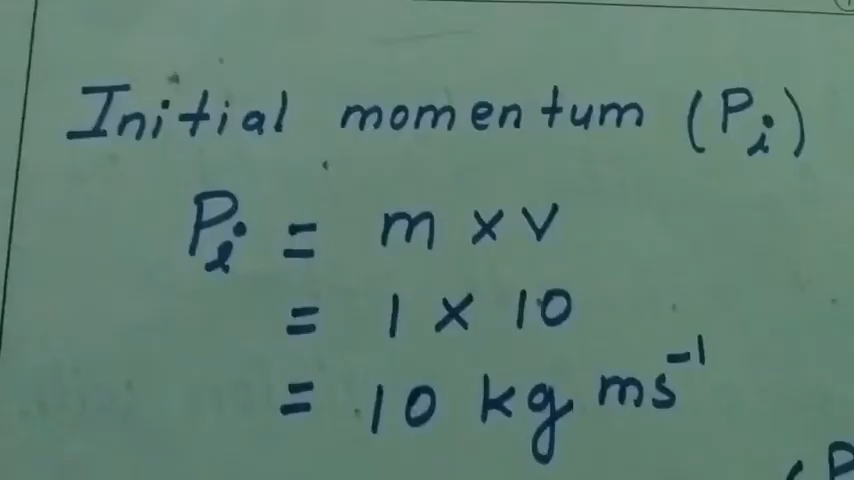 Initial momentum (Pi)
Pi = m × v
= 1 × 10
= 10 kg ms⁻¹
(P